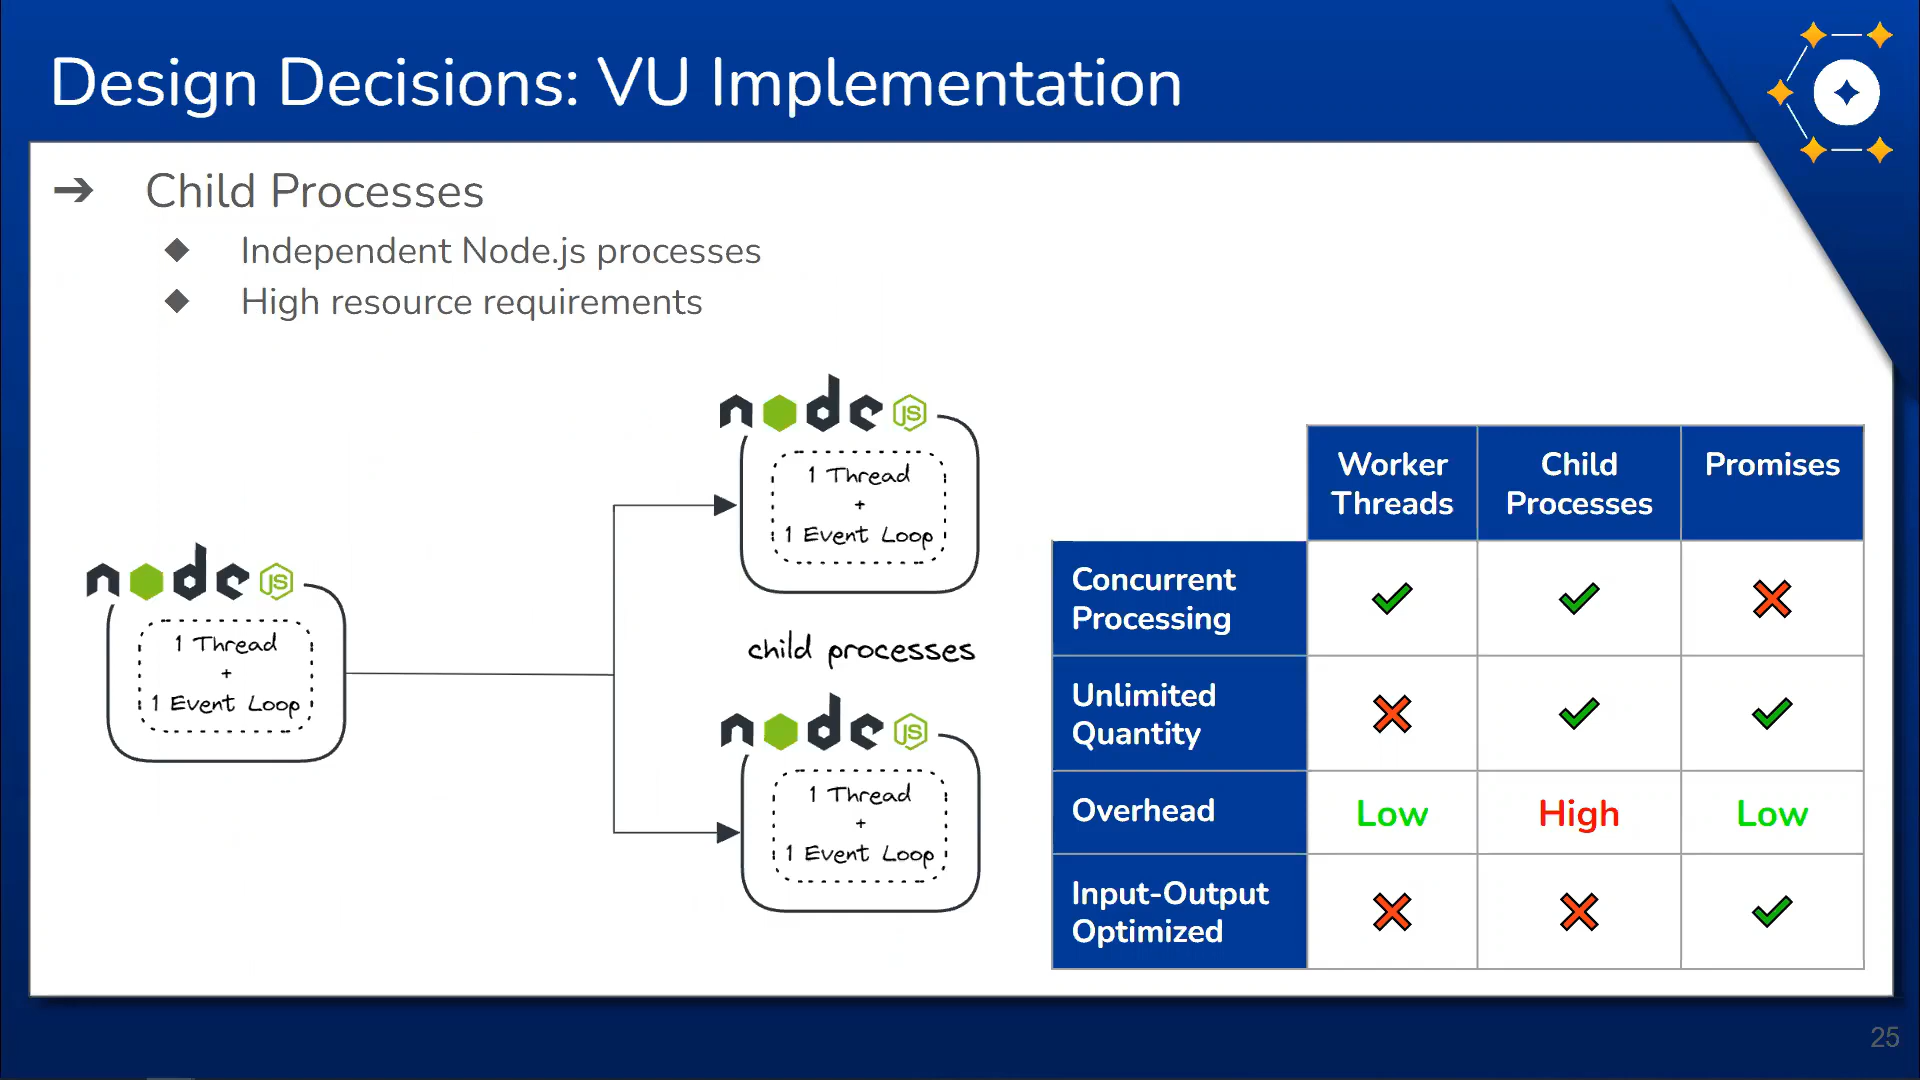 Design Decisions: VU Implementation
➔ Child Processes
◆ Independent Node.js processes
◆ High resource requirements
node JS
1 Thread
+
1 Event Loop
node JS
1 Thread
+
1 Event Loop
child processes
node JS
1 Thread
+
1 Event Loop
Worker Threads
Child Processes
Promises
Concurrent Processing ✔ ✔ ❌
Unlimited Quantity ❌ ✔ ✔
Overhead Low High Low
Input-Output Optimized ❌ ❌ ✔
25